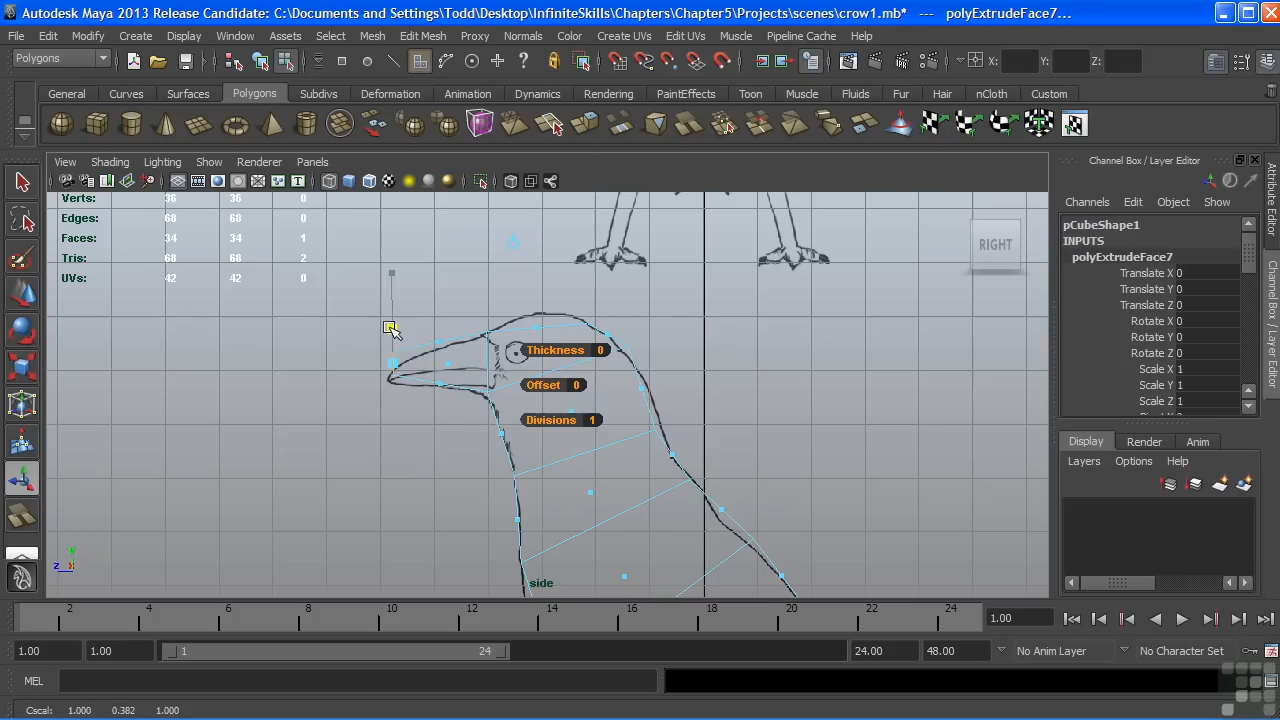 Autodesk Maya 2013 Release Candidate: C:\Documents and Settings\Todd\Desktop\InfiniteSkills\Chapters\Chapter5\Projects\scenes\crow1.mb* --- polyExtrudeFace7...
File Edit Modify Create Display Window Assets Select Mesh Edit Mesh Proxy Normals Color Create UVs Edit UVs Muscle Pipeline Cache Help
Polygons X: Y: Z:
General Curves Surfaces Polygons Subdivs Deformation Animation Dynamics Rendering PaintEffects Toon Muscle Fluids Fur Hair nCloth Custom
View Shading Lighting Show Renderer Panels
Channel Box / Layer Editor
Verts: 36 36 0
Edges: 68 68 0
Faces: 34 34 1
Tris: 68 68 2
UVs: 42 42 0
RIGHT
Thickness 0
Offset 0
Divisions 1
side
z x y
Channels Edit Object Show
pCubeShape1
INPUTS
polyExtrudeFace7
Translate X 0
Translate Y 0
Translate Z 0
Rotate X 0
Rotate Y 0
Rotate Z 0
Scale X 1
Scale Y 1
Scale Z 1
Attribute Editor
Channel Box / Layer Editor
Display Render Anim
Layers Options Help
2 4 6 8 10 12 14 16 18 20 22 24
1.00
1.00 1.00 1 24 24.00 48.00 No Anim Layer No Character Set
MEL
Cscal: 1.000 0.382 1.000